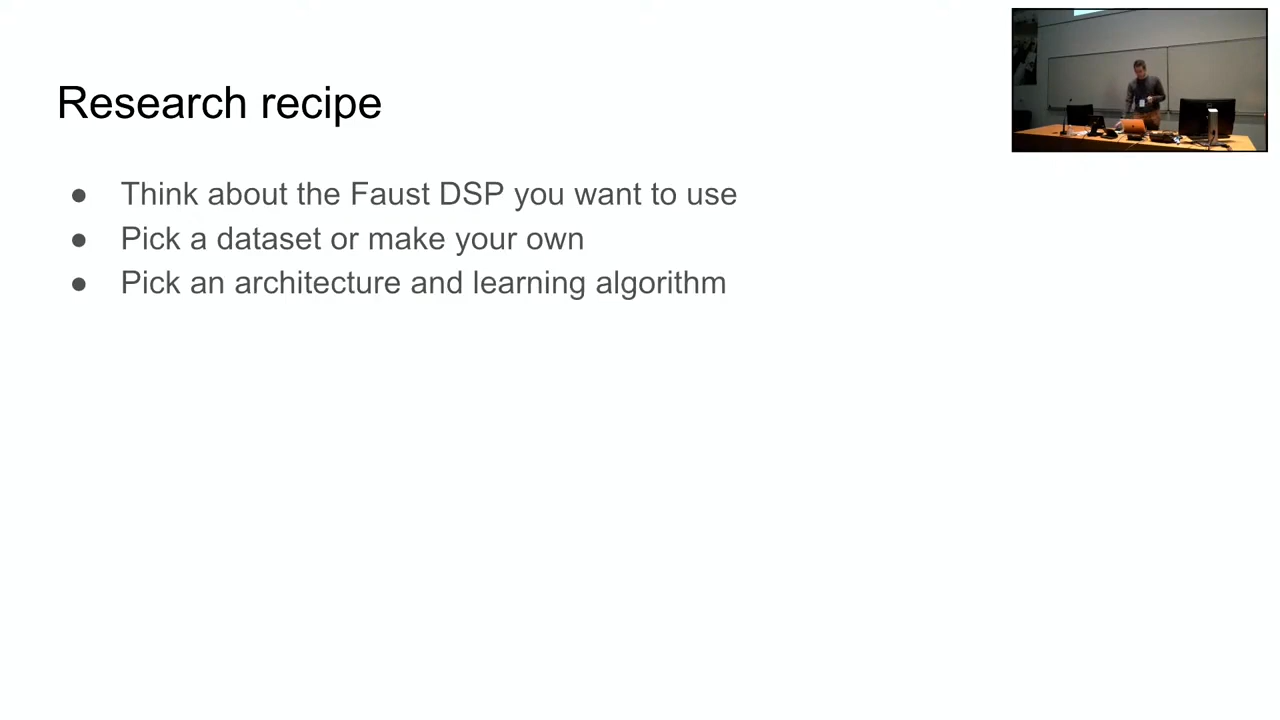 Research recipe
● Think about the Faust DSP you want to use
● Pick a dataset or make your own
● Pick an architecture and learning algorithm